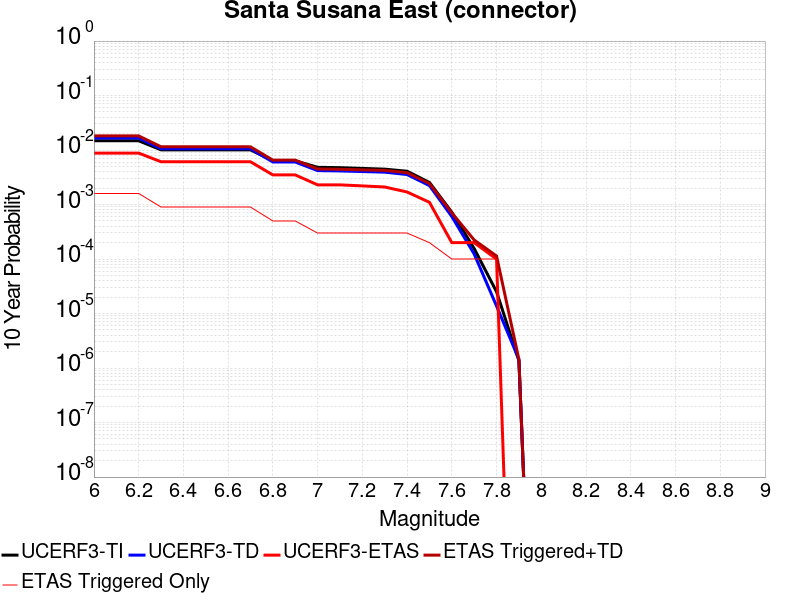 Santa Susana East (connector)
10 0
10 -1
10 -2
10 -3
10 -4
10 -5
10 -6
10 -7
10 -8
10 Year Probability
6 6.2 6.4 6.6 6.8 7 7.2 7.4 7.6 7.8 8 8.2 8.4 8.6 8.8 9
Magnitude
UCERF3-TI UCERF3-TD UCERF3-ETAS ETAS Triggered+TD
ETAS Triggered Only